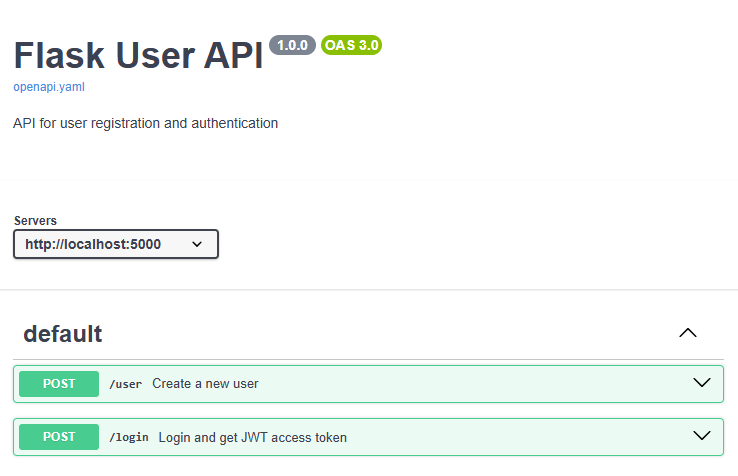 Flask User API 1.0.0 OAS 3.0
openapi.yaml
API for user registration and authentication
Servers
http://localhost:5000
default
POST /user Create a new user
POST /login Login and get JWT access token